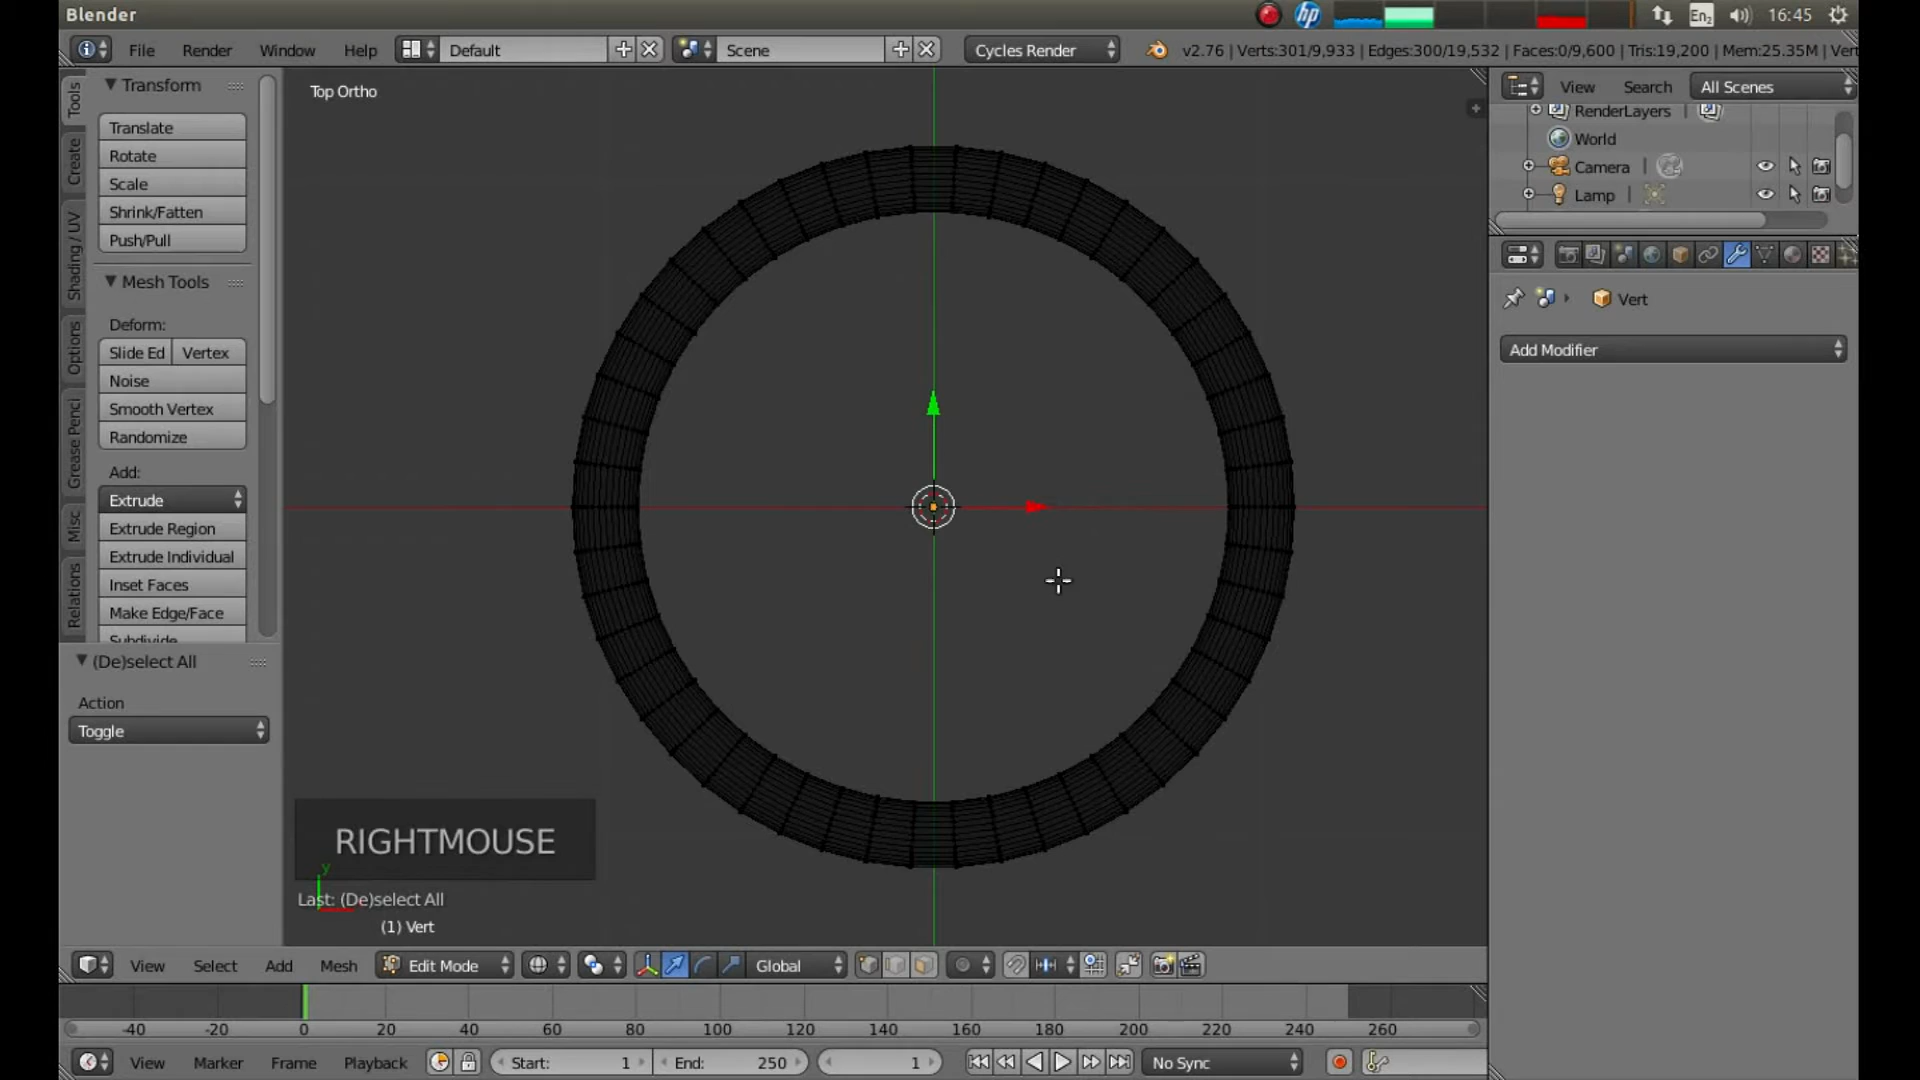 Blender
En2
16:45
File Render Window Help Default Scene Cycles Render v2.76 | Verts:301/9,933 | Edges:300/19,532 | Faces:0/9,600 | Tris:19,200 | Mem:25.35M | Ver
Tools
Create
Shading / UV
Options
Grease Penci
Misc
Relations
Transform
Translate
Rotate
Scale
Shrink/Fatten
Push/Pull
Mesh Tools
Deform:
Slide Ed Vertex
Noise
Smooth Vertex
Randomize
Add:
Extrude
Extrude Region
Extrude Individual
Inset Faces
Make Edge/Face
Subdivide
(De)select All
Action
Toggle
Top Ortho
RIGHTMOUSE
y
Last: (De)select All
(1) Vert
View Search All Scenes
RenderLayers
World
Camera
Lamp
Vert
Add Modifier
View Select Add Mesh Edit Mode Global
-40 -20 0 20 40 60 80 100 120 140 160 180 200 220 240 260
View Marker Frame Playback Start: 1 End: 250 1 No Sync